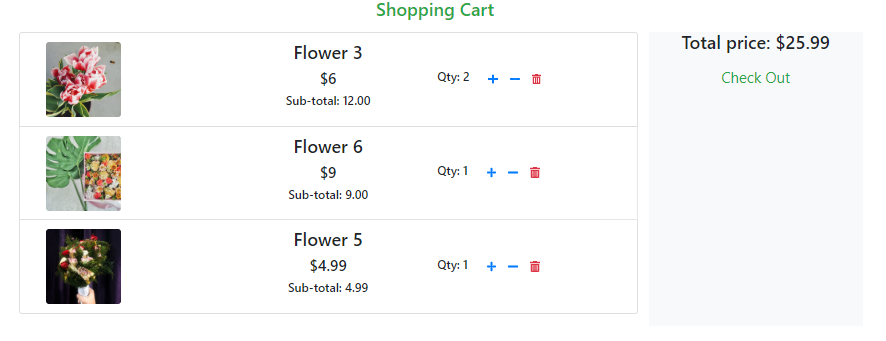 Shopping Cart
Flower 3
$6
Qty: 2
Sub-total: 12.00
Flower 6
$9
Qty: 1
Sub-total: 9.00
Flower 5
$4.99
Qty: 1
Sub-total: 4.99
Total price: $25.99
Check Out